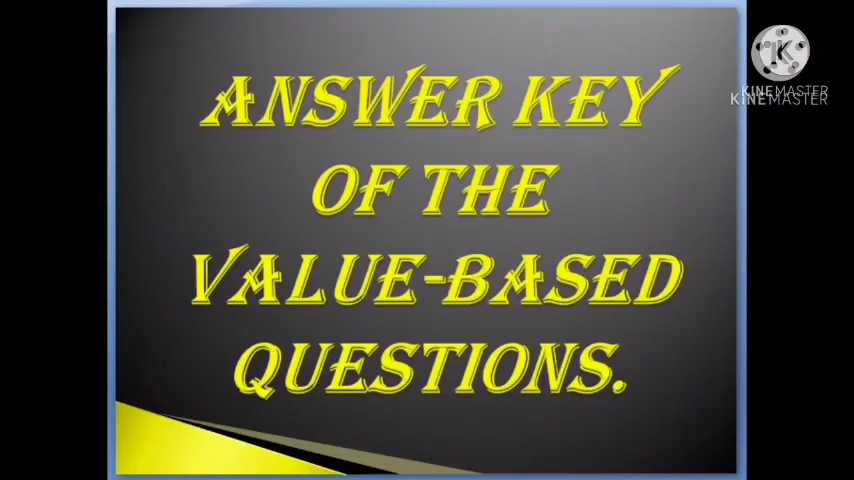 ANSWER KEY
OF THE
VALUE-BASED
QUESTIONS.
K
KINEMASTER
KINEMASTER